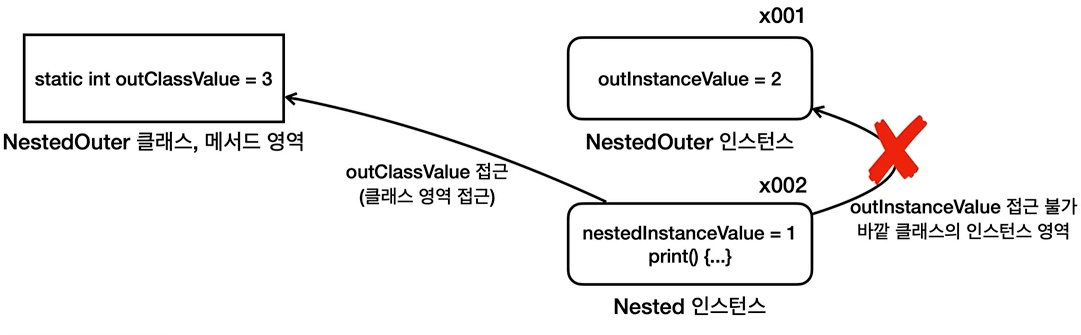 x001
static int outClassValue = 3
outInstanceValue = 2
NestedOuter 클래스, 메서드 영역
NestedOuter 인스턴스
outClassValue 접근
(클래스 영역 접근)
x002
outInstanceValue 접근 불가
바깥 클래스의 인스턴스 영역
nestedInstanceValue = 1
print() {...}
Nested 인스턴스